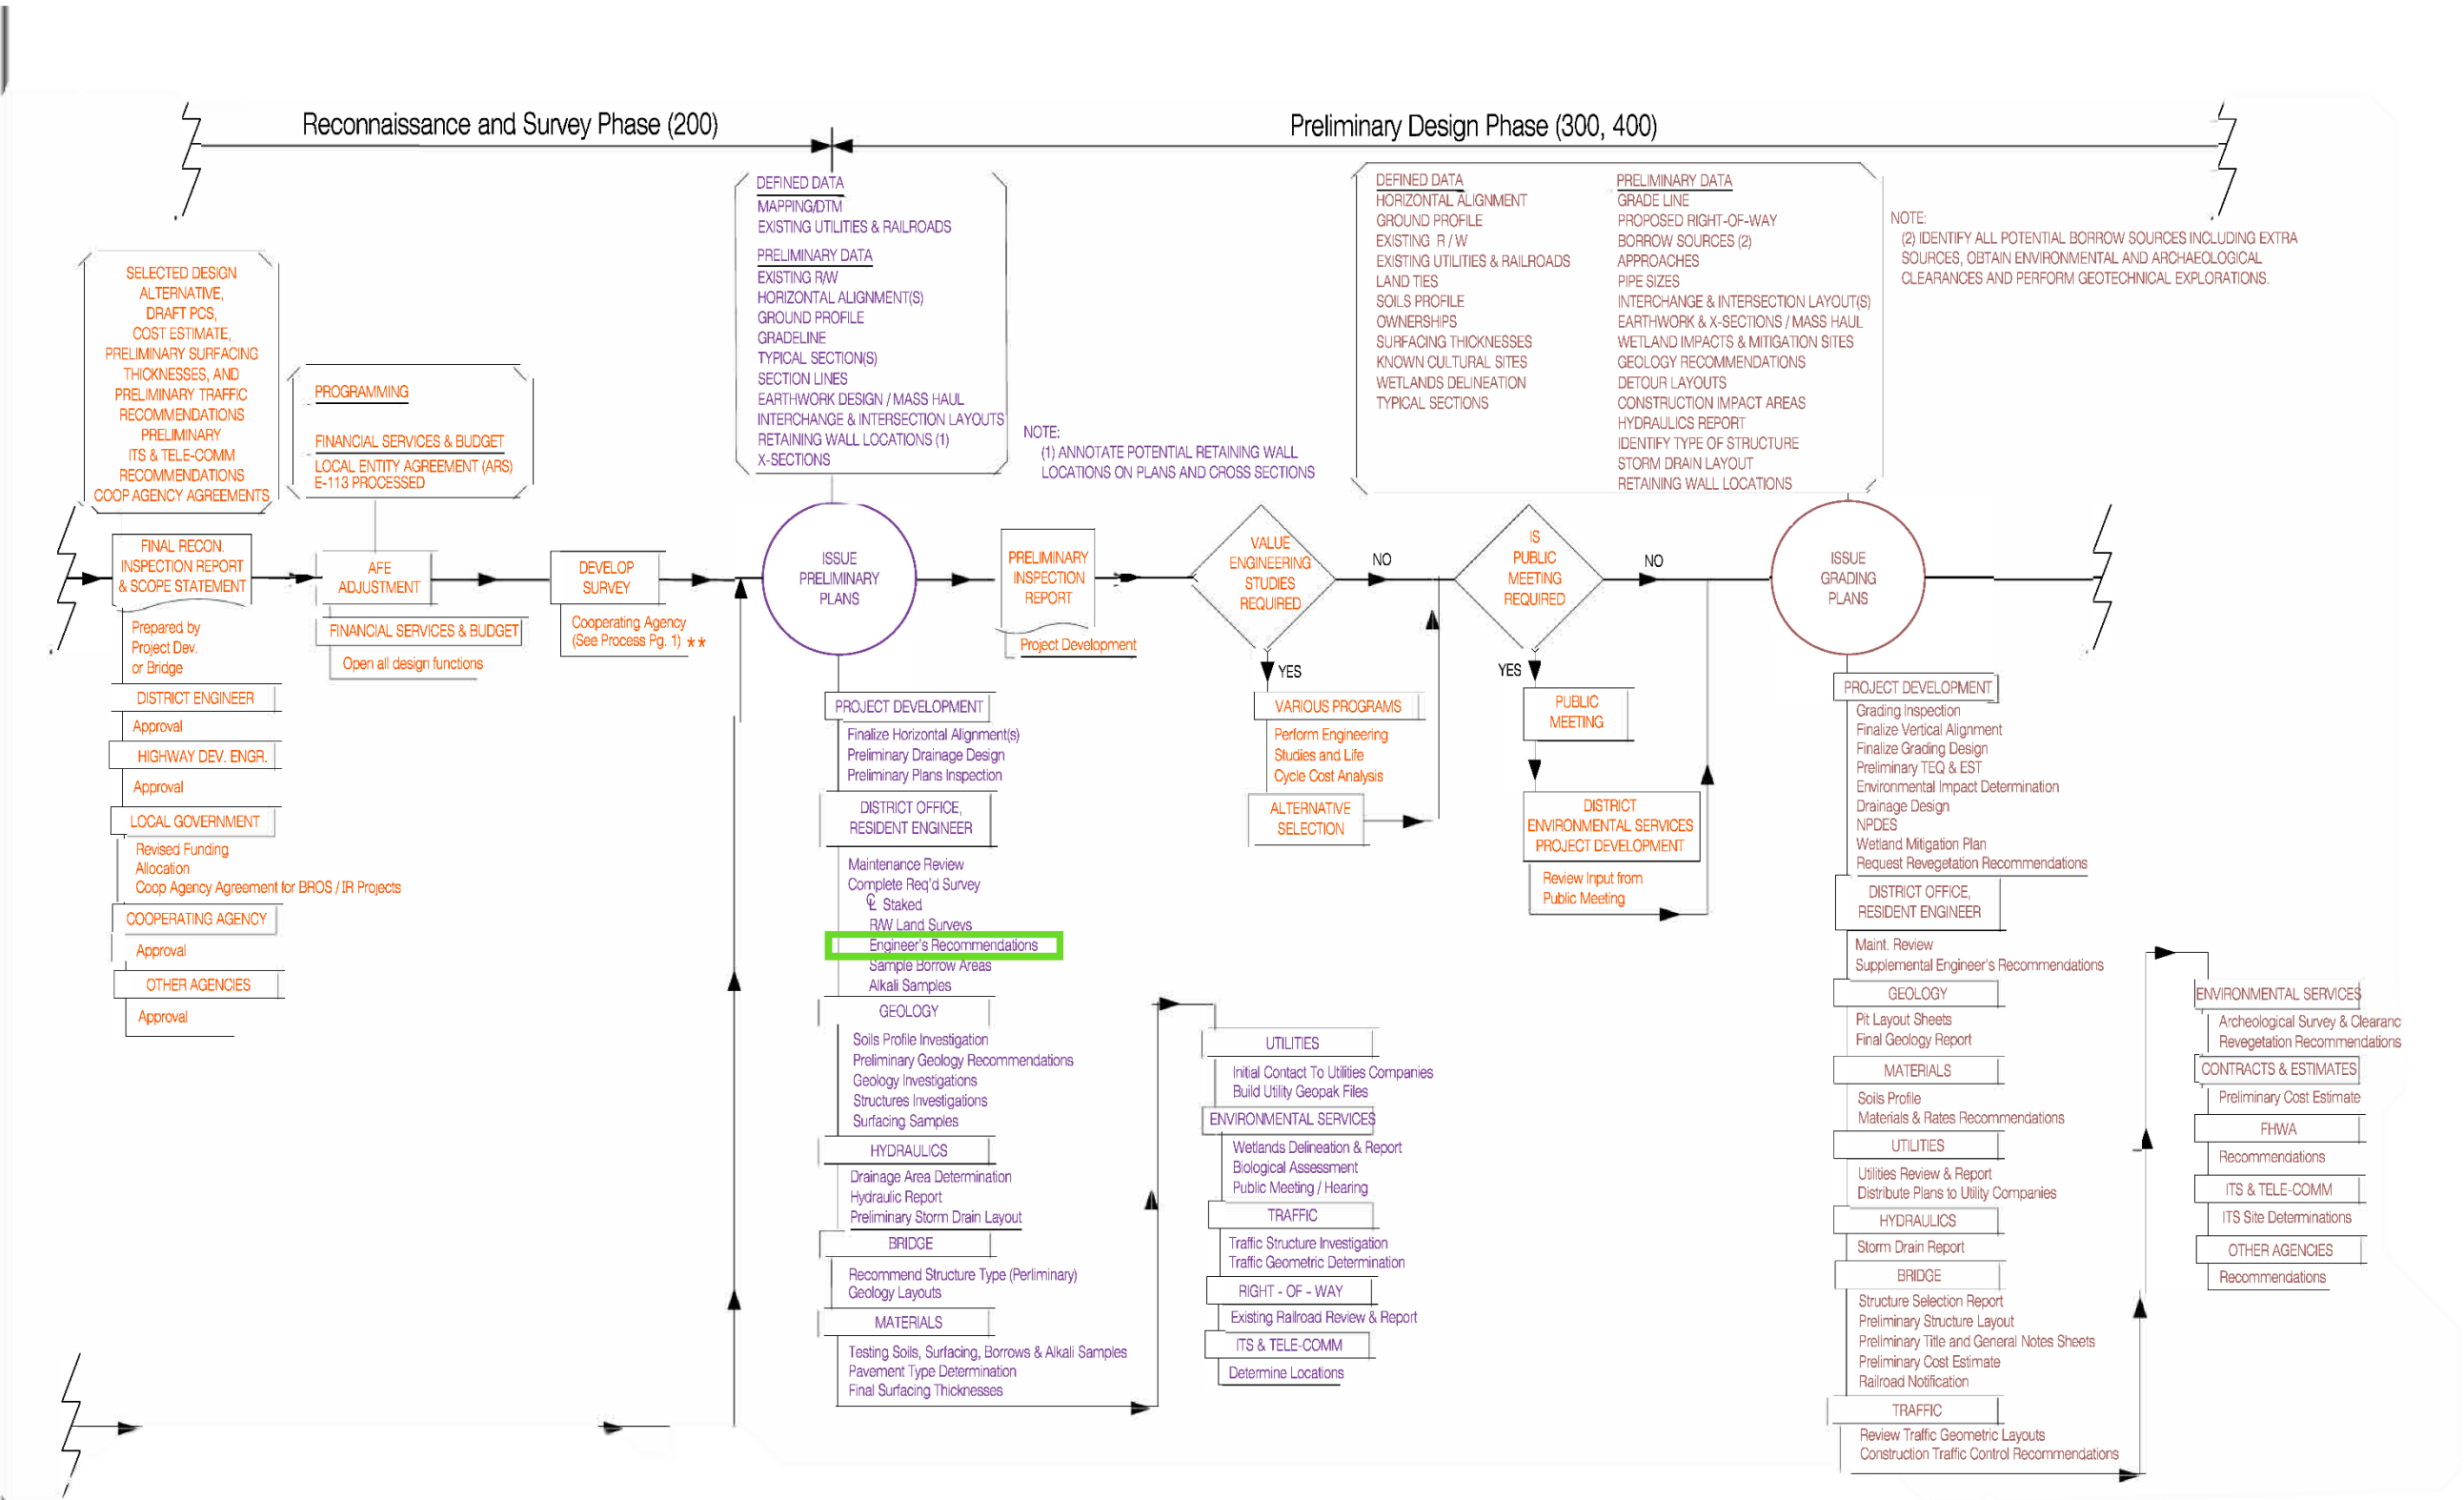 Reconnaissance and Survey Phase (200)
Preliminary Design Phase (300, 400)
SELECTED DESIGN
ALTERNATIVE,
DRAFT PCS,
COST ESTIMATE,
PRELIMINARY SURFACING
THICKNESSES, AND
PRELIMINARY TRAFFIC
RECOMMENDATIONS
PRELIMINARY
ITS & TELE-COMM
RECOMMENDATIONS
COOP AGENCY AGREEMENTS
PROGRAMMING
FINANCIAL SERVICES & BUDGET
LOCAL ENTITY AGREEMENT (ARS)
E-113 PROCESSED
DEFINED DATA
MAPPING/DTM
EXISTING UTILITIES & RAILROADS
PRELIMINARY DATA
EXISTING R/W
HORIZONTAL ALIGNMENT(S)
GROUND PROFILE
GRADELINE
TYPICAL SECTION(S)
SECTION LINES
EARTHWORK DESIGN / MASS HAUL
INTERCHANGE & INTERSECTION LAYOUTS
RETAINING WALL LOCATIONS (1)
X-SECTIONS
NOTE:
(1) ANNOTATE POTENTIAL RETAINING WALL
LOCATIONS ON PLANS AND CROSS SECTIONS
DEFINED DATA
HORIZONTAL ALIGNMENT
GROUND PROFILE
EXISTING R / W
EXISTING UTILITIES & RAILROADS
LAND TIES
SOILS PROFILE
OWNERSHIPS
SURFACING THICKNESSES
KNOWN CULTURAL SITES
WETLANDS DELINEATION
TYPICAL SECTIONS
PRELIMINARY DATA
GRADE LINE
PROPOSED RIGHT-OF-WAY
BORROW SOURCES (2)
APPROACHES
PIPE SIZES
INTERCHANGE & INTERSECTION LAYOUT(S)
EARTHWORK & X-SECTIONS / MASS HAUL
WETLAND IMPACTS & MITIGATION SITES
GEOLOGY RECOMMENDATIONS
DETOUR LAYOUTS
CONSTRUCTION IMPACT AREAS
HYDRAULICS REPORT
IDENTIFY TYPE OF STRUCTURE
STORM DRAIN LAYOUT
RETAINING WALL LOCATIONS
NOTE:
(2) IDENTIFY ALL POTENTIAL BORROW SOURCES INCLUDING EXTRA
SOURCES, OBTAIN ENVIRONMENTAL AND ARCHAEOLOGICAL
CLEARANCES AND PERFORM GEOTECHNICAL EXPLORATIONS.
FINAL RECON.
INSPECTION REPORT
& SCOPE STATEMENT
Prepared by
Project Dev.
or Bridge
DISTRICT ENGINEER
Approval
HIGHWAY DEV. ENGR.
Approval
LOCAL GOVERNMENT
Revised Funding
Allocation
Coop Agency Agreement for BROS / IR Projects
COOPERATING AGENCY
Approval
OTHER AGENCIES
Approval
AFE
ADJUSTMENT
FINANCIAL SERVICES & BUDGET
Open all design functions
DEVELOP
SURVEY
Cooperating Agency
(See Process Pg. 1) **
ISSUE
PRELIMINARY
PLANS
PROJECT DEVELOPMENT
Finalize Horizontal Alignment(s)
Preliminary Drainage Design
Preliminary Plans Inspection
DISTRICT OFFICE,
RESIDENT ENGINEER
Maintenance Review
Complete Req'd Survey
℄ Staked
R/W Land Surveys
Engineer's Recommendations
Sample Borrow Areas
Alkali Samples
GEOLOGY
Soils Profile Investigation
Preliminary Geology Recommendations
Geology Investigations
Structures Investigations
Surfacing Samples
HYDRAULICS
Drainage Area Determination
Hydraulic Report
Preliminary Storm Drain Layout
BRIDGE
Recommend Structure Type (Perliminary)
Geology Layouts
MATERIALS
Testing Soils, Surfacing, Borrows & Alkali Samples
Pavement Type Determination
Final Surfacing Thicknesses
UTILITIES
Initial Contact To Utilities Companies
Build Utility Geopak Files
ENVIRONMENTAL SERVICES
Wetlands Delineation & Report
Biological Assessment
Public Meeting / Hearing
TRAFFIC
Traffic Structure Investigation
Traffic Geometric Determination
RIGHT - OF - WAY
Existing Railroad Review & Report
ITS & TELE-COMM
Determine Locations
PRELIMINARY
INSPECTION
REPORT
Project Development
VALUE
ENGINEERING
STUDIES
REQUIRED
NO
YES
VARIOUS PROGRAMS
Perform Engineering
Studies and Life
Cycle Cost Analysis
ALTERNATIVE
SELECTION
IS
PUBLIC
MEETING
REQUIRED
NO
YES
PUBLIC
MEETING
DISTRICT
ENVIRONMENTAL SERVICES
PROJECT DEVELOPMENT
Review Input from
Public Meeting
ISSUE
GRADING
PLANS
PROJECT DEVELOPMENT
Grading Inspection
Finalize Vertical Alignment
Finalize Grading Design
Preliminary TEQ & EST
Environmental Impact Determination
Drainage Design
NPDES
Wetland Mitigation Plan
Request Revegetation Recommendations
DISTRICT OFFICE,
RESIDENT ENGINEER
Maint. Review
Supplemental Engineer's Recommendations
GEOLOGY
Pit Layout Sheets
Final Geology Report
MATERIALS
Soils Profile
Materials & Rates Recommendations
UTILITIES
Utilities Review & Report
Distribute Plans to Utility Companies
HYDRAULICS
Storm Drain Report
BRIDGE
Structure Selection Report
Preliminary Structure Layout
Preliminary Title and General Notes Sheets
Preliminary Cost Estimate
Railroad Notification
TRAFFIC
Review Traffic Geometric Layouts
Construction Traffic Control Recommendations
ENVIRONMENTAL SERVICES
Archeological Survey & Clearanc
Revegetation Recommendations
CONTRACTS & ESTIMATES
Preliminary Cost Estimate
FHWA
Recommendations
ITS & TELE-COMM
ITS Site Determinations
OTHER AGENCIES
Recommendations